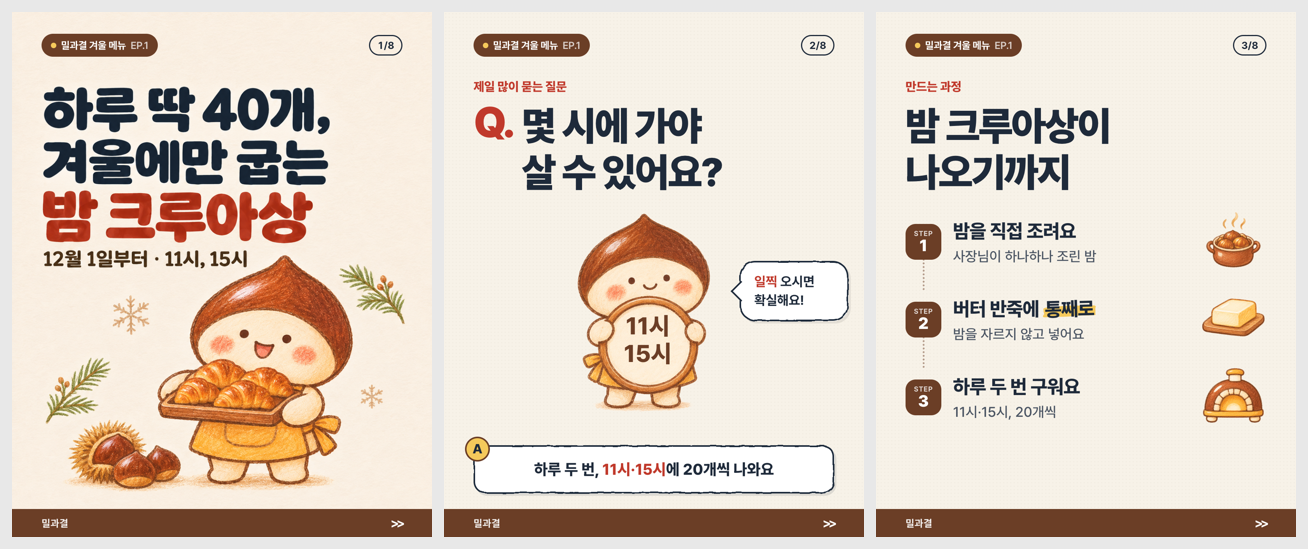 밀과결 겨울 메뉴 EP.1
1/8
하루 딱 40개,
겨울에만 굽는
밤 크루아상
12월 1일부터 · 11시, 15시
밀과결
>>
밀과결 겨울 메뉴 EP.1
2/8
제일 많이 묻는 질문
Q. 몇 시에 가야
살 수 있어요?
11시
15시
일찍 오시면
확실해요!
A
하루 두 번, 11시·15시에 20개씩 나와요
밀과결
>>
밀과결 겨울 메뉴 EP.1
3/8
만드는 과정
밤 크루아상이
나오기까지
STEP
1
밤을 직접 조려요
사장님이 하나하나 조린 밤
STEP
2
버터 반죽에 통째로
밤을 자르지 않고 넣어요
STEP
3
하루 두 번 구워요
11시·15시, 20개씩
밀과결
>>